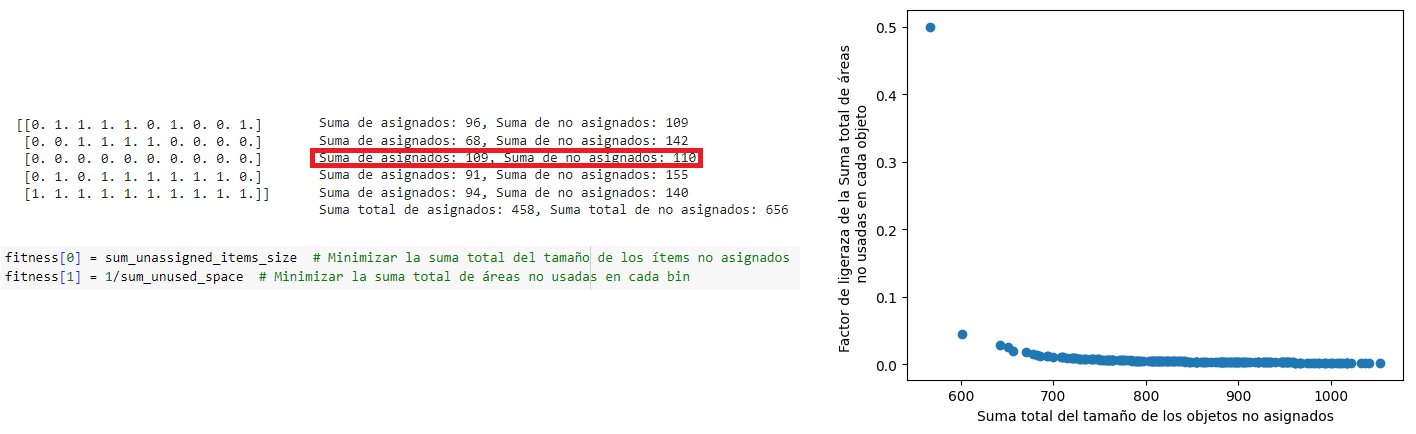 [[0. 1. 1. 1. 1. 0. 1. 0. 0. 1.]
[0. 0. 1. 1. 1. 1. 0. 0. 0. 0.]
[0. 0. 0. 0. 0. 0. 0. 0. 0. 0.]
[0. 1. 0. 1. 1. 1. 1. 1. 1. 0.]
[1. 1. 1. 1. 1. 1. 1. 1. 1. 1.]]
Suma de asignados: 96, Suma de no asignados: 109
Suma de asignados: 68, Suma de no asignados: 142
Suma de asignados: 109, Suma de no asignados: 110
Suma de asignados: 91, Suma de no asignados: 155
Suma de asignados: 94, Suma de no asignados: 140
Suma total de asignados: 458, Suma total de no asignados: 656
fitness[0] = sum_unassigned_items_size  # Minimizar la suma total del tamaño de los ítems no asignados
fitness[1] = 1/sum_unused_space  # Minimizar la suma total de áreas no usadas en cada bin
Factor de ligeraza de la Suma total de áreas
no usadas en cada objeto
0.5
0.4
0.3
0.2
0.1
0.0
600 700 800 900 1000
Suma total del tamaño de los objetos no asignados